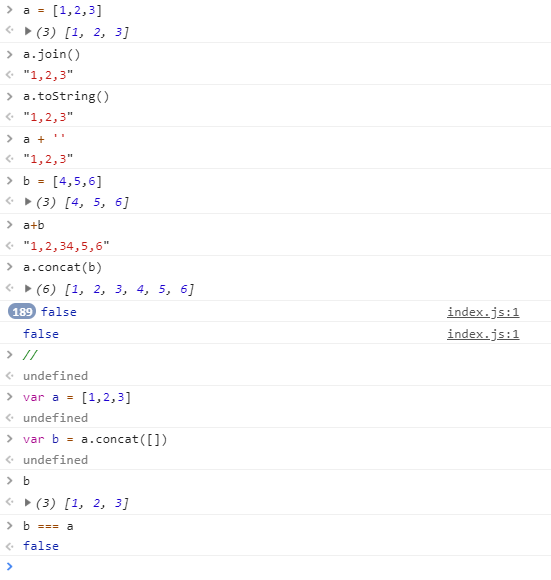 a = [1,2,3]
(3) [1, 2, 3]
a.join()
"1,2,3"
a.toString()
"1,2,3"
a + ''
"1,2,3"
b = [4,5,6]
(3) [4, 5, 6]
a+b
"1,2,34,5,6"
a.concat(b)
(6) [1, 2, 3, 4, 5, 6]
189 false index.js:1
false index.js:1
//
undefined
var a = [1,2,3]
undefined
var b = a.concat([])
undefined
b
(3) [1, 2, 3]
b === a
false